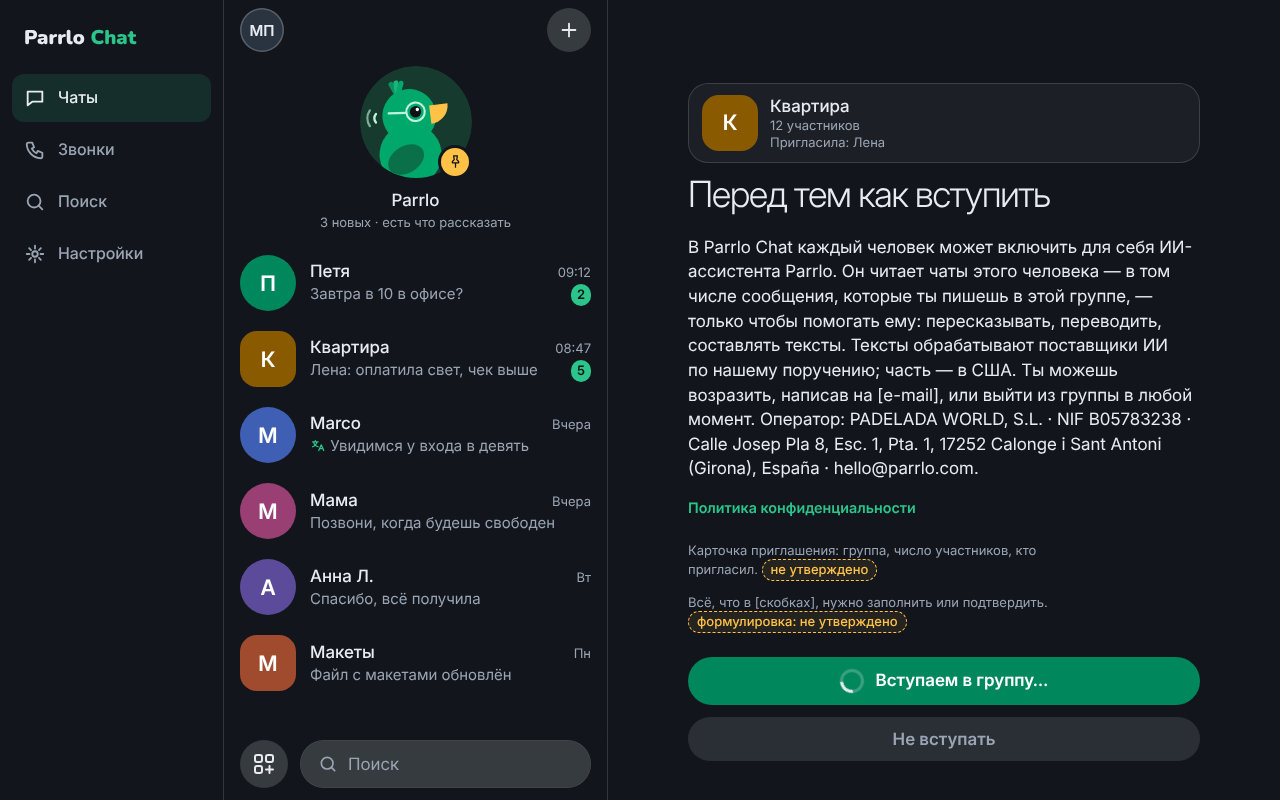 Parrlo Chat
Чаты
Звонки
Поиск
Настройки
МП
Parrlo
3 новых · есть что рассказать
П
Петя
09:12
Завтра в 10 в офисе?
2
К
Квартира
08:47
Лена: оплатила свет, чек выше
5
M
Marco
Вчера
Увидимся у входа в девять
М
Мама
Вчера
Позвони, когда будешь свободен
А
Анна Л.
Вт
Спасибо, всё получила
М
Макеты
Пн
Файл с макетами обновлён
Поиск
К
Квартира
12 участников
Пригласила: Лена
Перед тем как вступить
В Parrlo Chat каждый человек может включить для себя ИИ-
ассистента Parrlo. Он читает чаты этого человека — в том
числе сообщения, которые ты пишешь в этой группе, —
только чтобы помогать ему: пересказывать, переводить,
составлять тексты. Тексты обрабатывают поставщики ИИ
по нашему поручению; часть — в США. Ты можешь
возразить, написав на [e-mail], или выйти из группы в любой
момент. Оператор: PADELADA WORLD, S.L. · NIF B05783238 ·
Calle Josep Pla 8, Esc. 1, Pta. 1, 17252 Calonge i Sant Antoni
(Girona), España · hello@parrlo.com.
Политика конфиденциальности
Карточка приглашения: группа, число участников, кто
пригласил. не утверждено
Всё, что в [скобках], нужно заполнить или подтвердить.
формулировка: не утверждено
Вступаем в группу…
Не вступать